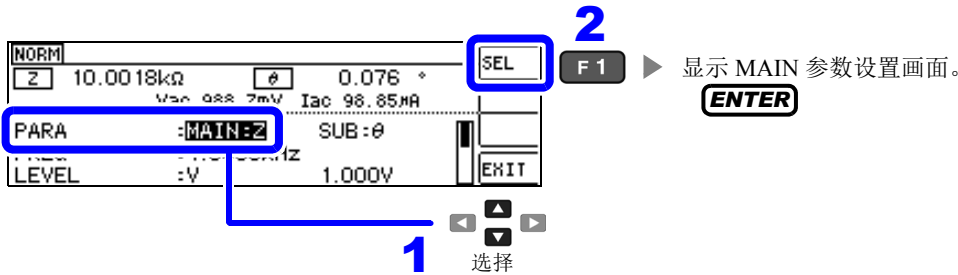 2
NORM
SEL
F1
显示 MAIN 参数设置画面。
Z 10.0018kΩ θ 0.076 °
ENTER
Vac 988.7mV Iac 98.85µA
PARA :MAIN:Z SUB:θ
LEVEL :V 1.000V
EXIT
1
选择